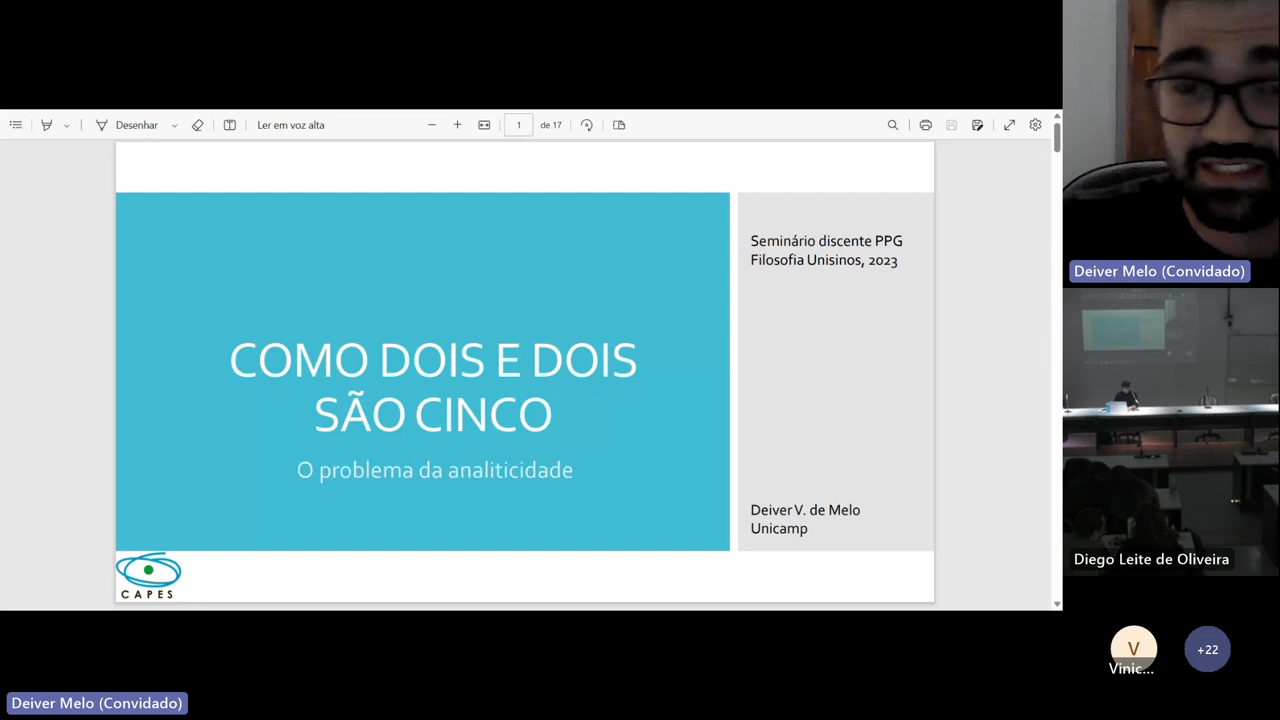 Desenhar
Ler em voz alta
1
de 17
COMO DOIS E DOIS
SÃO CINCO
O problema da analiticidade
Seminário discente PPG
Filosofia Unisinos, 2023
Deiver V. de Melo
Unicamp
CAPES
Deiver Melo (Convidado)
Diego Leite de Oliveira
V
Vinic...
+22
Deiver Melo (Convidado)